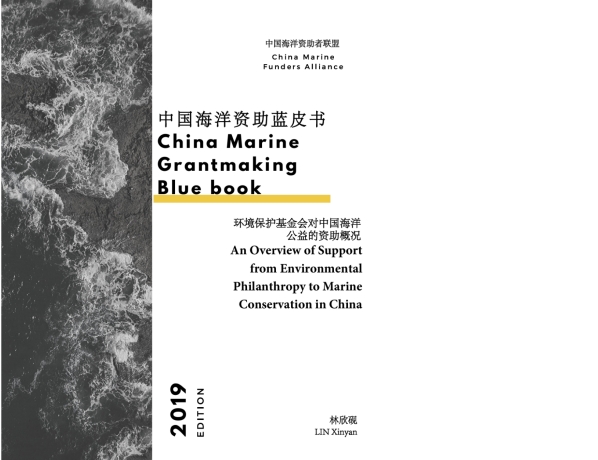 中国海洋资助者联盟
China Marine
Funders Alliance
中国海洋资助蓝皮书
China Marine
Grantmaking
Blue book
环境保护基金会对中国海洋
公益的资助概况
An Overview of Support
from Environmental
Philanthropy to Marine
Conservation in China
2019
EDITION
林欣砚
LIN Xinyan